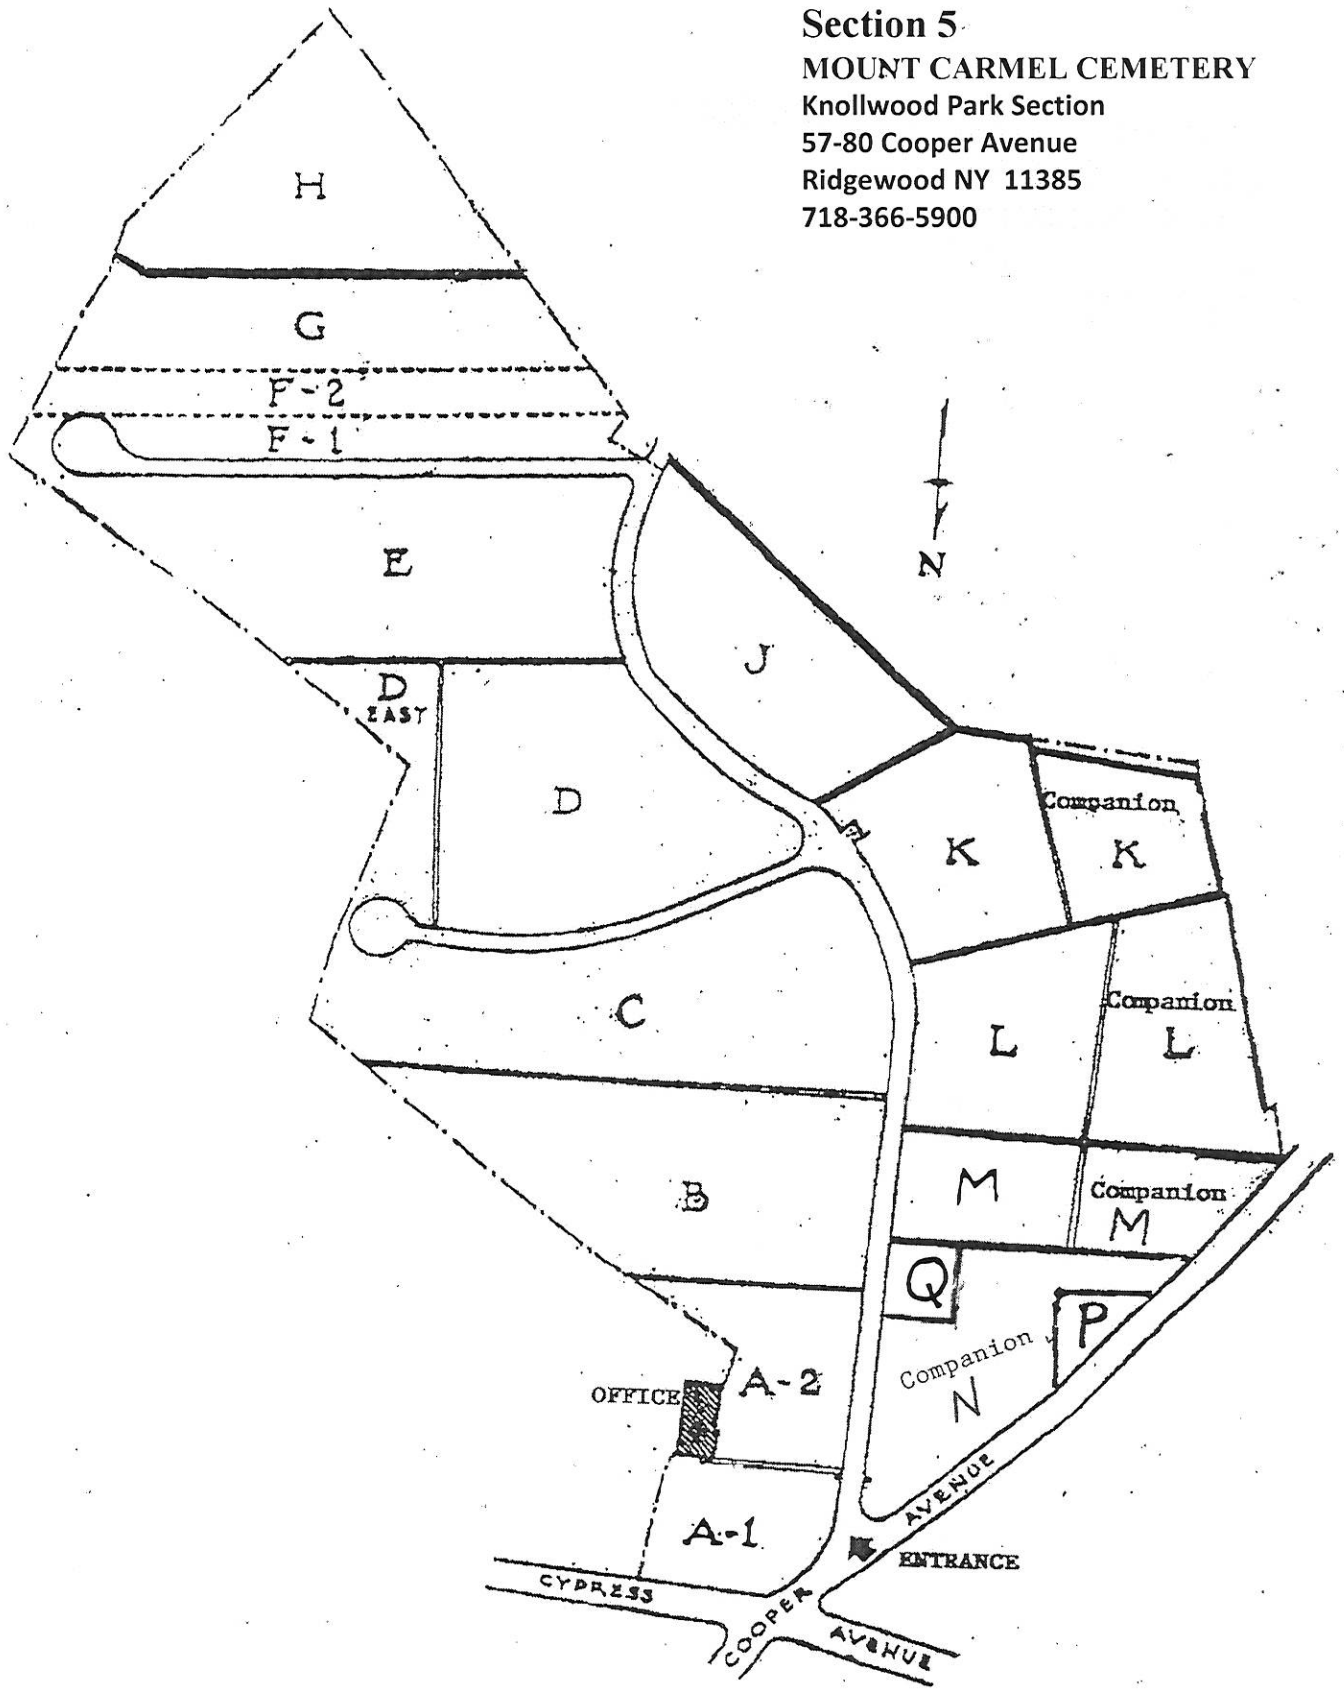 Section 5
MOUNT CARMEL CEMETERY
Knollwood Park Section
57-80 Cooper Avenue
Ridgewood NY 11385
718-366-5900
H
G
F-2
F-1
E
N
J
D
EAST
D
Companion
K
K
C
Companion
L
L
B
M
Companion
M
Q
P
Companion
N
A-2
OFFICE
A-1
AVENUE
ENTRANCE
CYPRESS
COOPER
AVENUE